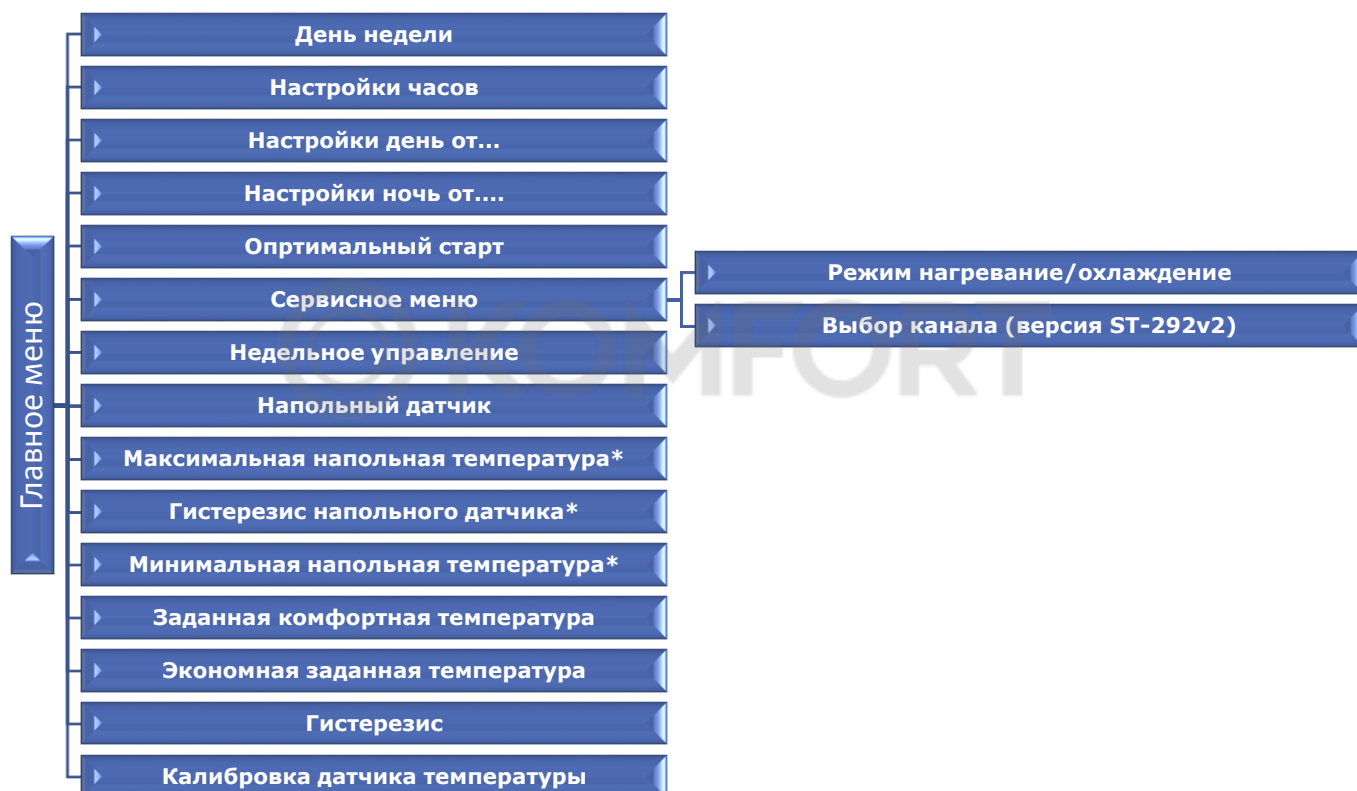 День недели
Настройки часов
Настройки день от...
Настройки ночь от....
Опртимальный старт
Сервисное меню
Режим нагревание/охлаждение
Выбор канала (версия ST-292v2)
Недельное управление
Напольный датчик
Максимальная напольная температура*
Гистерезис напольного датчика*
Минимальная напольная температура*
Заданная комфортная температура
Экономная заданная температура
Гистерезис
Калибровка датчика температуры
Главное меню
KOMFORT